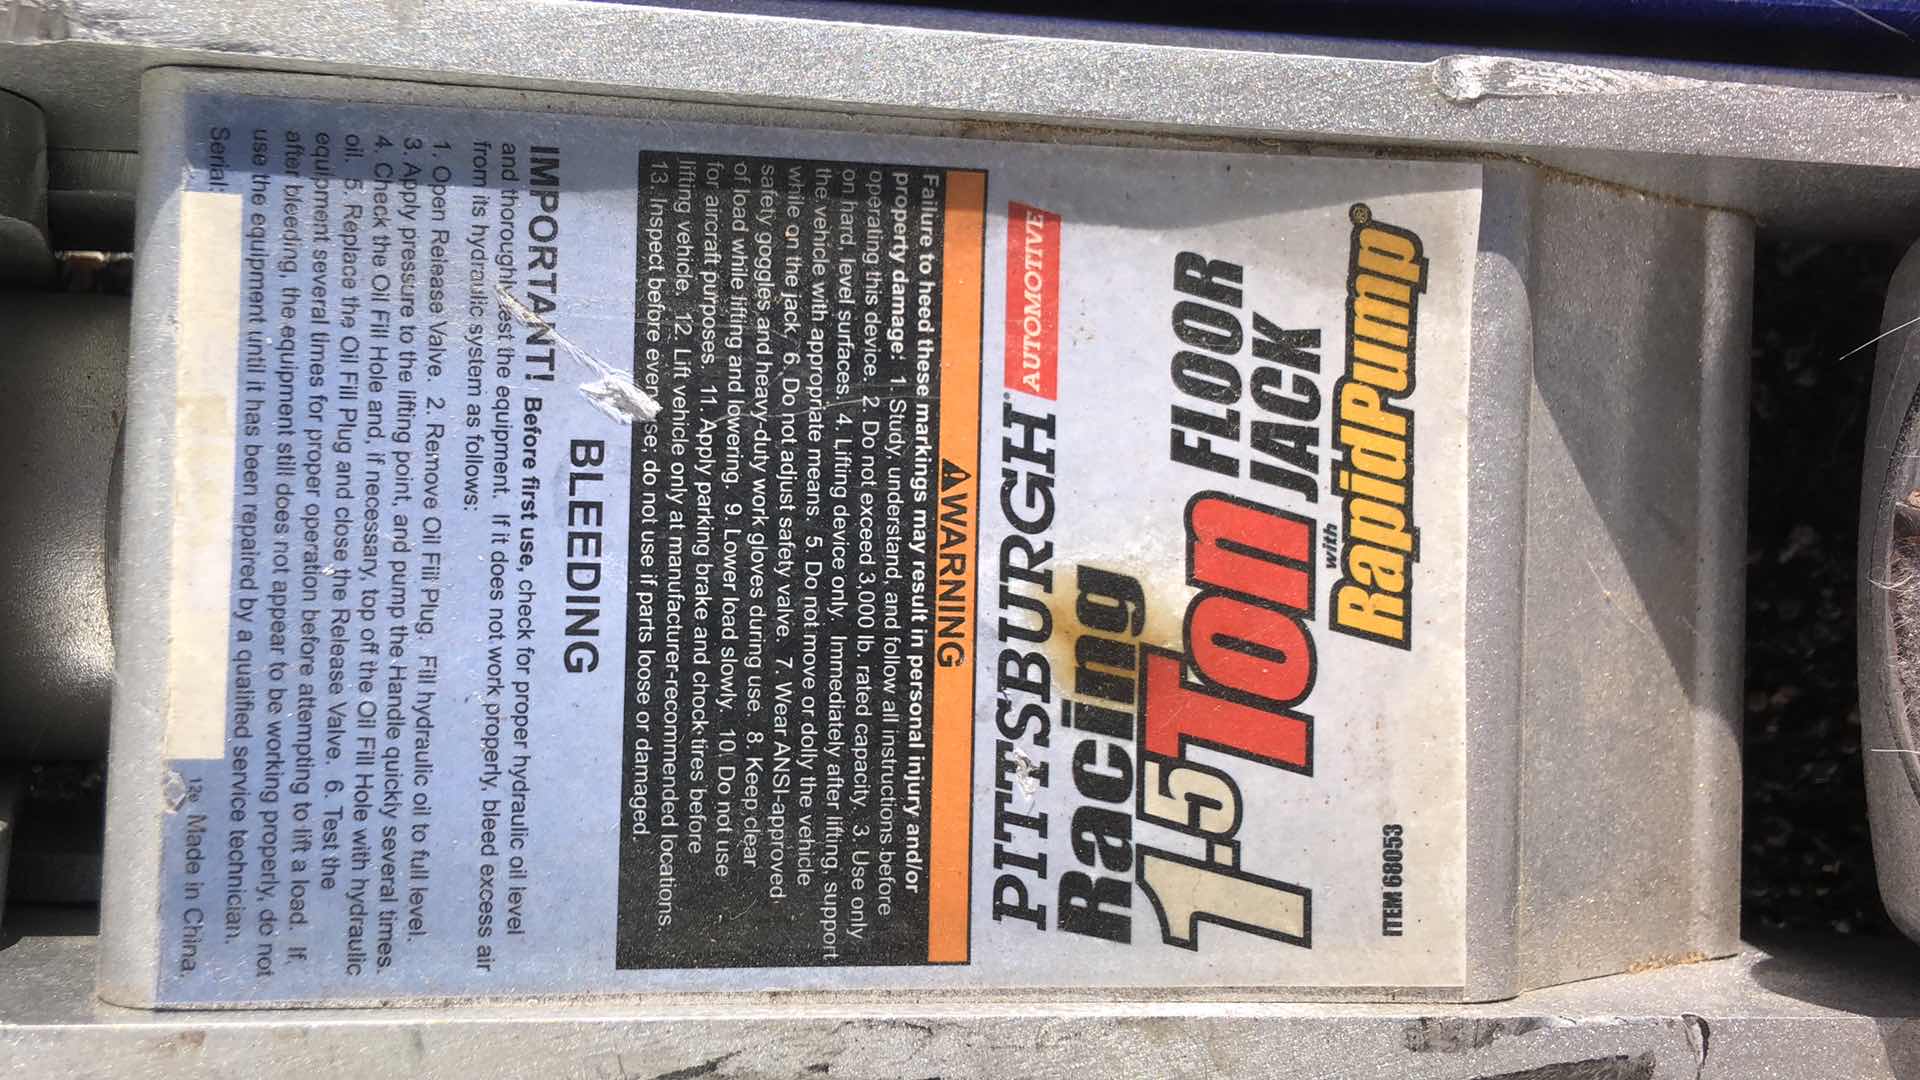 ITEM 68053
RapidPump®
with
FLOOR
JACK
1.5 Ton
Racing
PITTSBURGH® AUTOMOTIVE
⚠WARNING
Failure to heed these markings may result in personal injury and/or
property damage: 1. Study, understand, and follow all instructions before
operating this device. 2. Do not exceed 3,000 lb. rated capacity. 3. Use only
on hard, level surfaces. 4. Lifting device only. Immediately after lifting, support
the vehicle with appropriate means. 5. Do not move or dolly the vehicle
while on the jack. 6. Do not adjust safety valve. 7. Wear ANSI-approved
safety goggles and heavy-duty work gloves during use. 8. Keep clear
of load while lifting and lowering. 9. Lower load slowly. 10. Do not use
for aircraft purposes. 11. Apply parking brake and chock tires before
lifting vehicle. 12. Lift vehicle only at manufacturer-recommended locations.
13. Inspect before every use; do not use if parts loose or damaged.
BLEEDING
IMPORTANT! Before first use, check for proper hydraulic oil level
and thoroughly test the equipment. If it does not work properly, bleed excess air
from its hydraulic system as follows:
1. Open Release Valve. 2. Remove Oil Fill Plug. Fill hydraulic oil to full level.
3. Apply pressure to the lifting point, and pump the Handle quickly several times.
4. Check the Oil Fill Hole and, if necessary, top off the Oil Fill Hole with hydraulic
oil. 5. Replace the Oil Fill Plug and close the Release Valve. 6. Test the
equipment several times for proper operation before attempting to lift a load. If,
after bleeding, the equipment still does not appear to be working properly, do not
use the equipment until it has been repaired by a qualified service technician.
Serial:
12e Made in China.